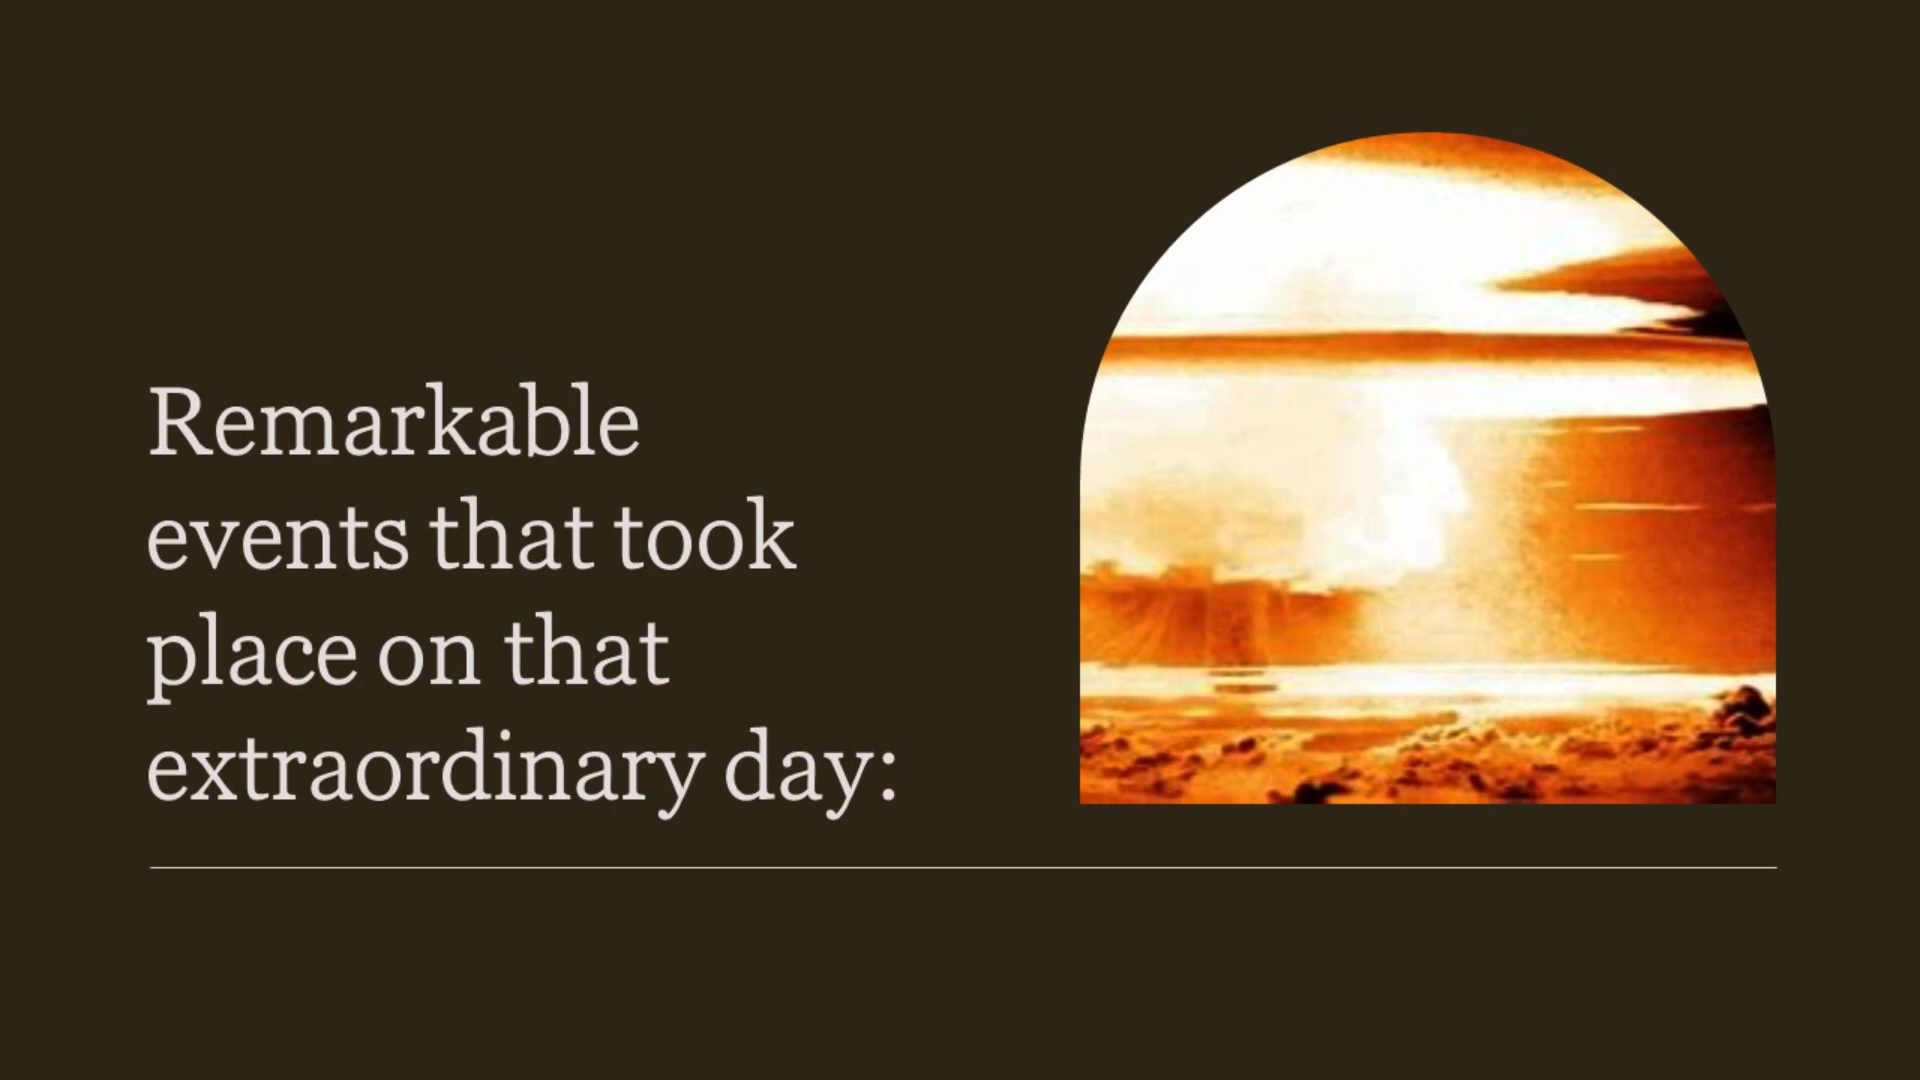 Remarkable
events that took
place on that
extraordinary day: